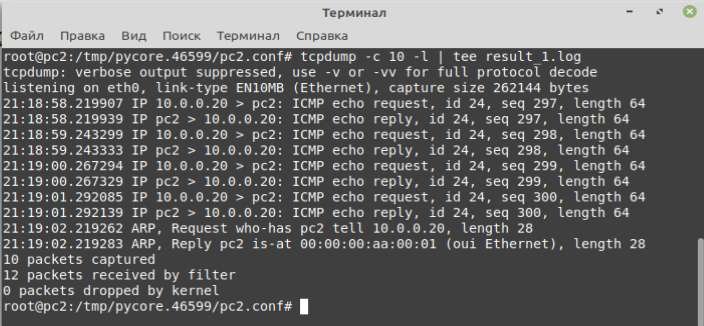 Терминал
Файл Правка Вид Поиск Терминал Справка
root@pc2:/tmp/pycore.46599/pc2.conf# tcpdump -c 10 -l | tee result_1.log
tcpdump: verbose output suppressed, use -v or -vv for full protocol decode
listening on eth0, link-type EN10MB (Ethernet), capture size 262144 bytes
21:18:58.219907 IP 10.0.0.20 > pc2: ICMP echo request, id 24, seq 297, length 64
21:18:58.219939 IP pc2 > 10.0.0.20: ICMP echo reply, id 24, seq 297, length 64
21:18:59.243299 IP 10.0.0.20 > pc2: ICMP echo request, id 24, seq 298, length 64
21:18:59.243333 IP pc2 > 10.0.0.20: ICMP echo reply, id 24, seq 298, length 64
21:19:00.267294 IP 10.0.0.20 > pc2: ICMP echo request, id 24, seq 299, length 64
21:19:00.267329 IP pc2 > 10.0.0.20: ICMP echo reply, id 24, seq 299, length 64
21:19:01.292085 IP 10.0.0.20 > pc2: ICMP echo request, id 24, seq 300, length 64
21:19:01.292139 IP pc2 > 10.0.0.20: ICMP echo reply, id 24, seq 300, length 64
21:19:02.219262 ARP, Request who-has pc2 tell 10.0.0.20, length 28
21:19:02.219283 ARP, Reply pc2 is-at 00:00:00:aa:00:01 (oui Ethernet), length 28
10 packets captured
12 packets received by filter
0 packets dropped by kernel
root@pc2:/tmp/pycore.46599/pc2.conf#